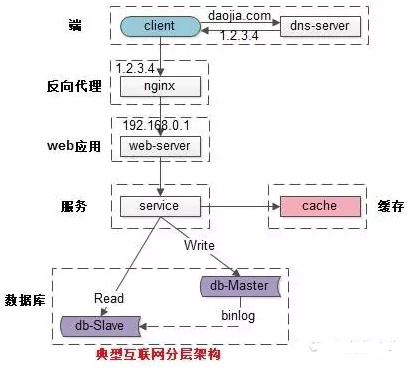 daojia.com
端
client
dns-server
1.2.3.4
1.2.3.4
反向代理
nginx
192.168.0.1
web应用
web-server
服务
service
cache
缓存
Write
数据库
db-Master
Read
binlog
db-Slave
典型互联网分层架构